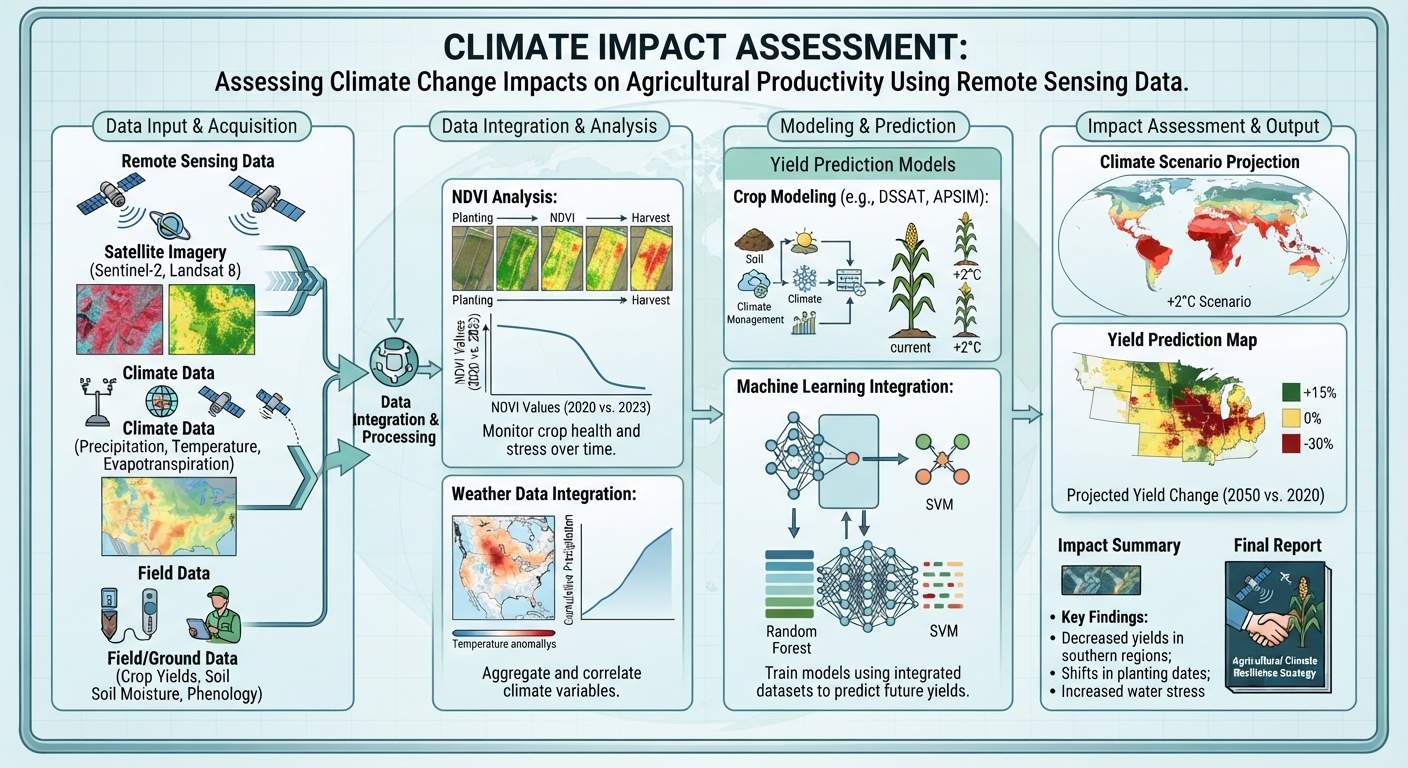 CLIMATE IMPACT ASSESSMENT:
Assessing Climate Change Impacts on Agricultural Productivity Using Remote Sensing Data.
Data Input & Acquisition
Remote Sensing Data
Satellite Imagery
(Sentinel-2, Landsat 8)
Climate Data
Climate Data
(Precipitation, Temperature,
Evapotranspiration)
Field Data
Field/Ground Data
(Crop Yields, Soil
Soil Moisture, Phenology)
Data
Integration &
Processing
Data Integration & Analysis
NDVI Analysis:
Planting
NDVI
Harvest
Planting
Harvest
NDVI Values
(2020 vs.
NOVI Values (2020 vs. 2023)
Monitor crop health and
stress over time.
Weather Data Integration:
Temperature anomallys
Aggregate and correlate
climate variables.
Modeling & Prediction
Yield Prediction Models
Crop Modeling (e.g., DSSAT, APSIM):
Soil
Climate
Management
Climate
current
+2°C
+2°C
Machine Learning Integration:
SVM
Random
Forest
SVM
Train models using integrated
datasets to predict future yields.
Impact Assessment & Output
Climate Scenario Projection
+2°C Scenario
Yield Prediction Map
+15%
0%
-30%
Projected Yield Change (2050 vs. 2020)
Impact Summary
• Key Findings:
• Decreased yields in
southern regions;
• Shifts in planting dates;
• Increased water stress
Final Report
Agricultural Climate
Resilience Strategy